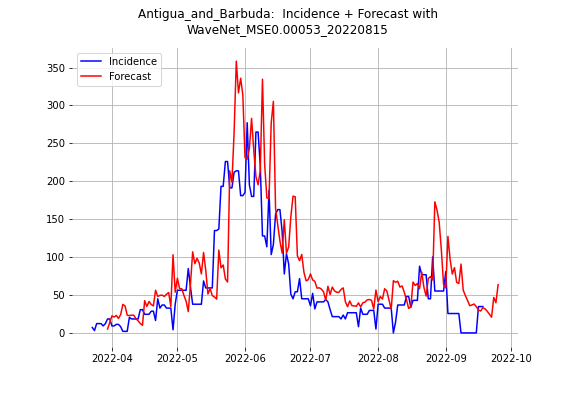 Antigua_and_Barbuda:  Incidence + Forecast with
WaveNet_MSE0.00053_20220815
Incidence
Forecast
350
300
250
200
150
100
50
0
2022-04 2022-05 2022-06 2022-07 2022-08 2022-09 2022-10